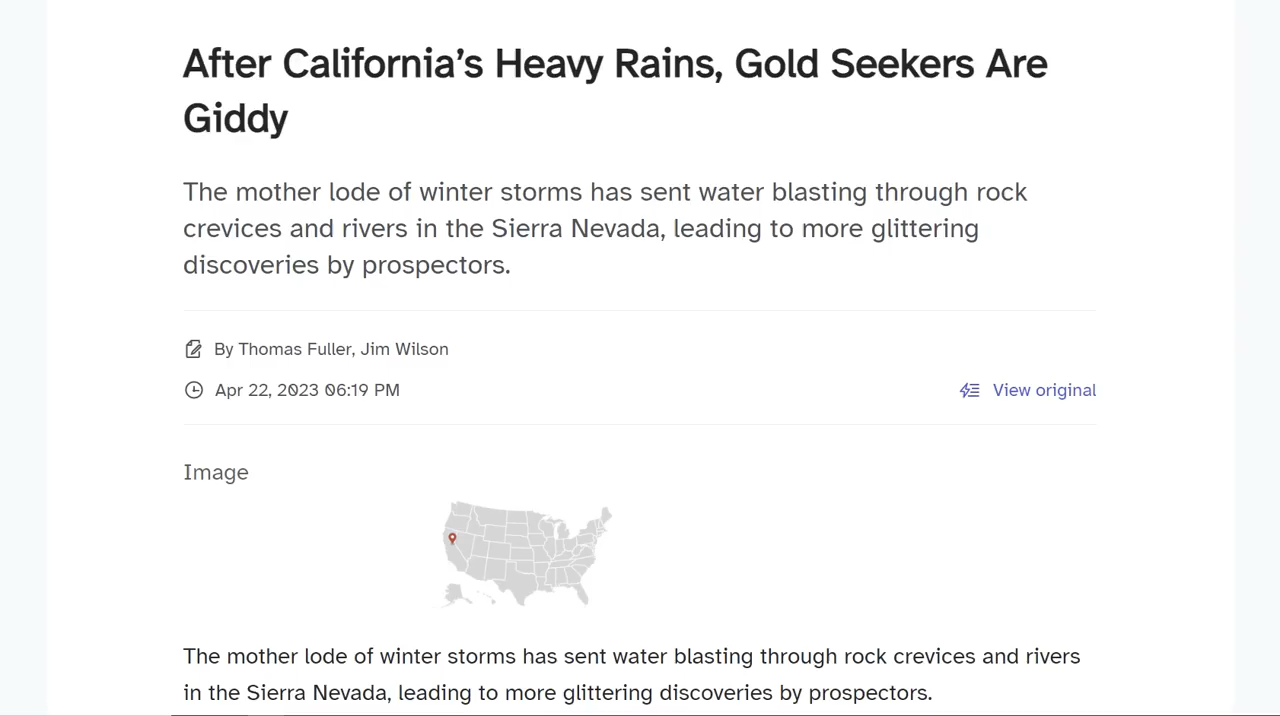 After California’s Heavy Rains, Gold Seekers Are
Giddy
The mother lode of winter storms has sent water blasting through rock
crevices and rivers in the Sierra Nevada, leading to more glittering
discoveries by prospectors.
By Thomas Fuller, Jim Wilson
Apr 22, 2023 06:19 PM
View original
Image
The mother lode of winter storms has sent water blasting through rock crevices and rivers
in the Sierra Nevada, leading to more glittering discoveries by prospectors.